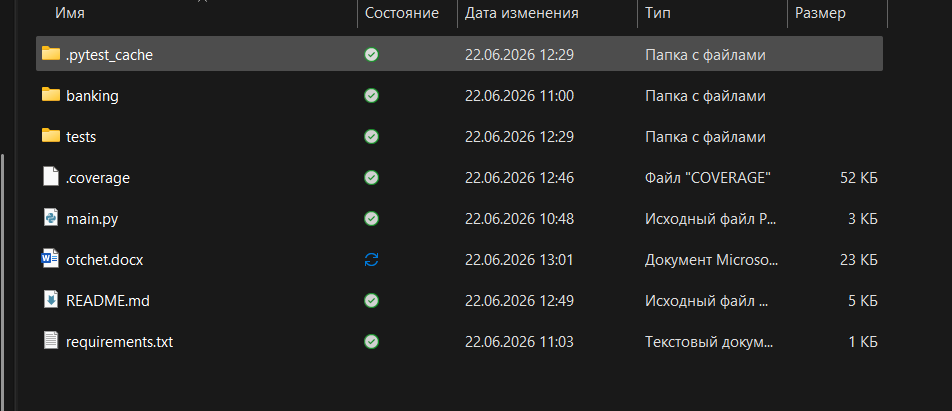 Имя Состояние Дата изменения Тип Размер
.pytest_cache 22.06.2026 12:29 Папка с файлами
banking 22.06.2026 11:00 Папка с файлами
tests 22.06.2026 12:29 Папка с файлами
.coverage 22.06.2026 12:46 Файл "COVERAGE" 52 КБ
main.py 22.06.2026 10:48 Исходный файл P... 3 КБ
otchet.docx 22.06.2026 13:01 Документ Microso... 23 КБ
README.md 22.06.2026 12:49 Исходный файл ... 5 КБ
requirements.txt 22.06.2026 11:03 Текстовый докум... 1 КБ